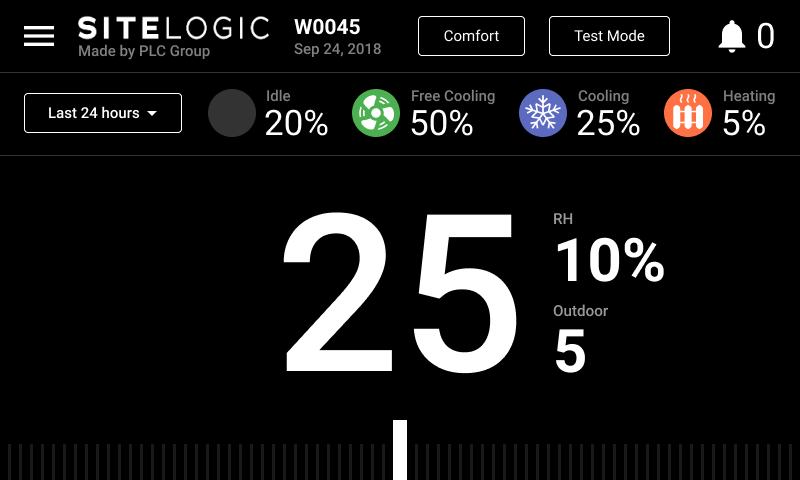 SITELOGIC
Made by PLC Group
W0045
Sep 24, 2018
Comfort
Test Mode
0
Last 24 hours
Idle
20%
Free Cooling
50%
Cooling
25%
Heating
5%
25
RH
10%
Outdoor
5